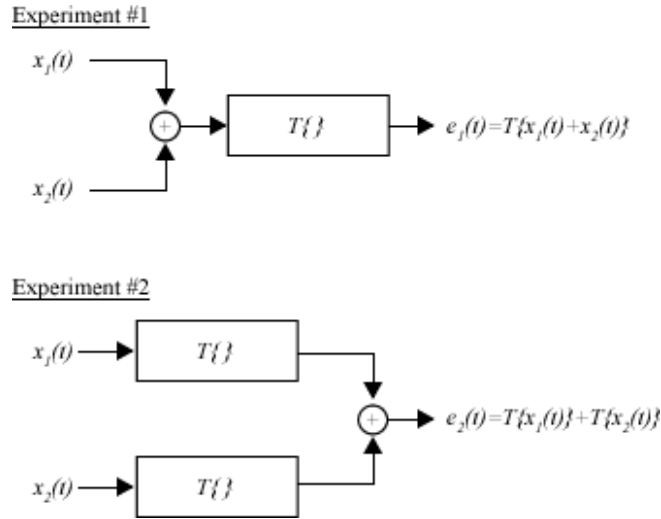 Experiment #1
x₁(t)
+
T{}
e₁(t)=T{x₁(t)+x₂(t)}
x₂(t)
Experiment #2
x₁(t)
T{}
+
e₂(t)=T{x₁(t)}+T{x₂(t)}
x₂(t)
T{}